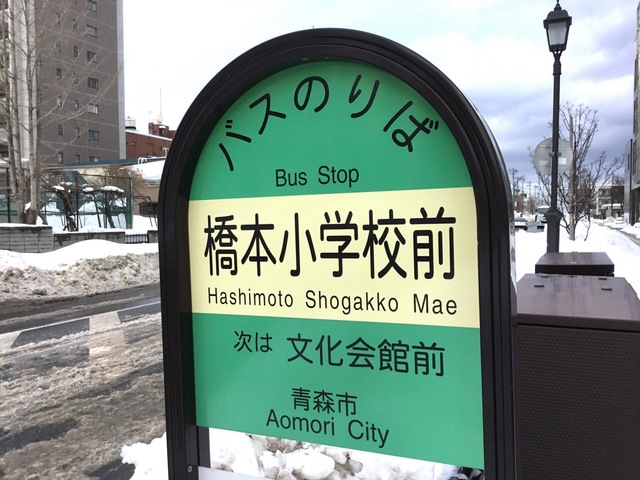 バスのりば
Bus Stop
橋本小学校前
Hashimoto Shogakko Mae
次は 文化会館前
青森市
Aomori City